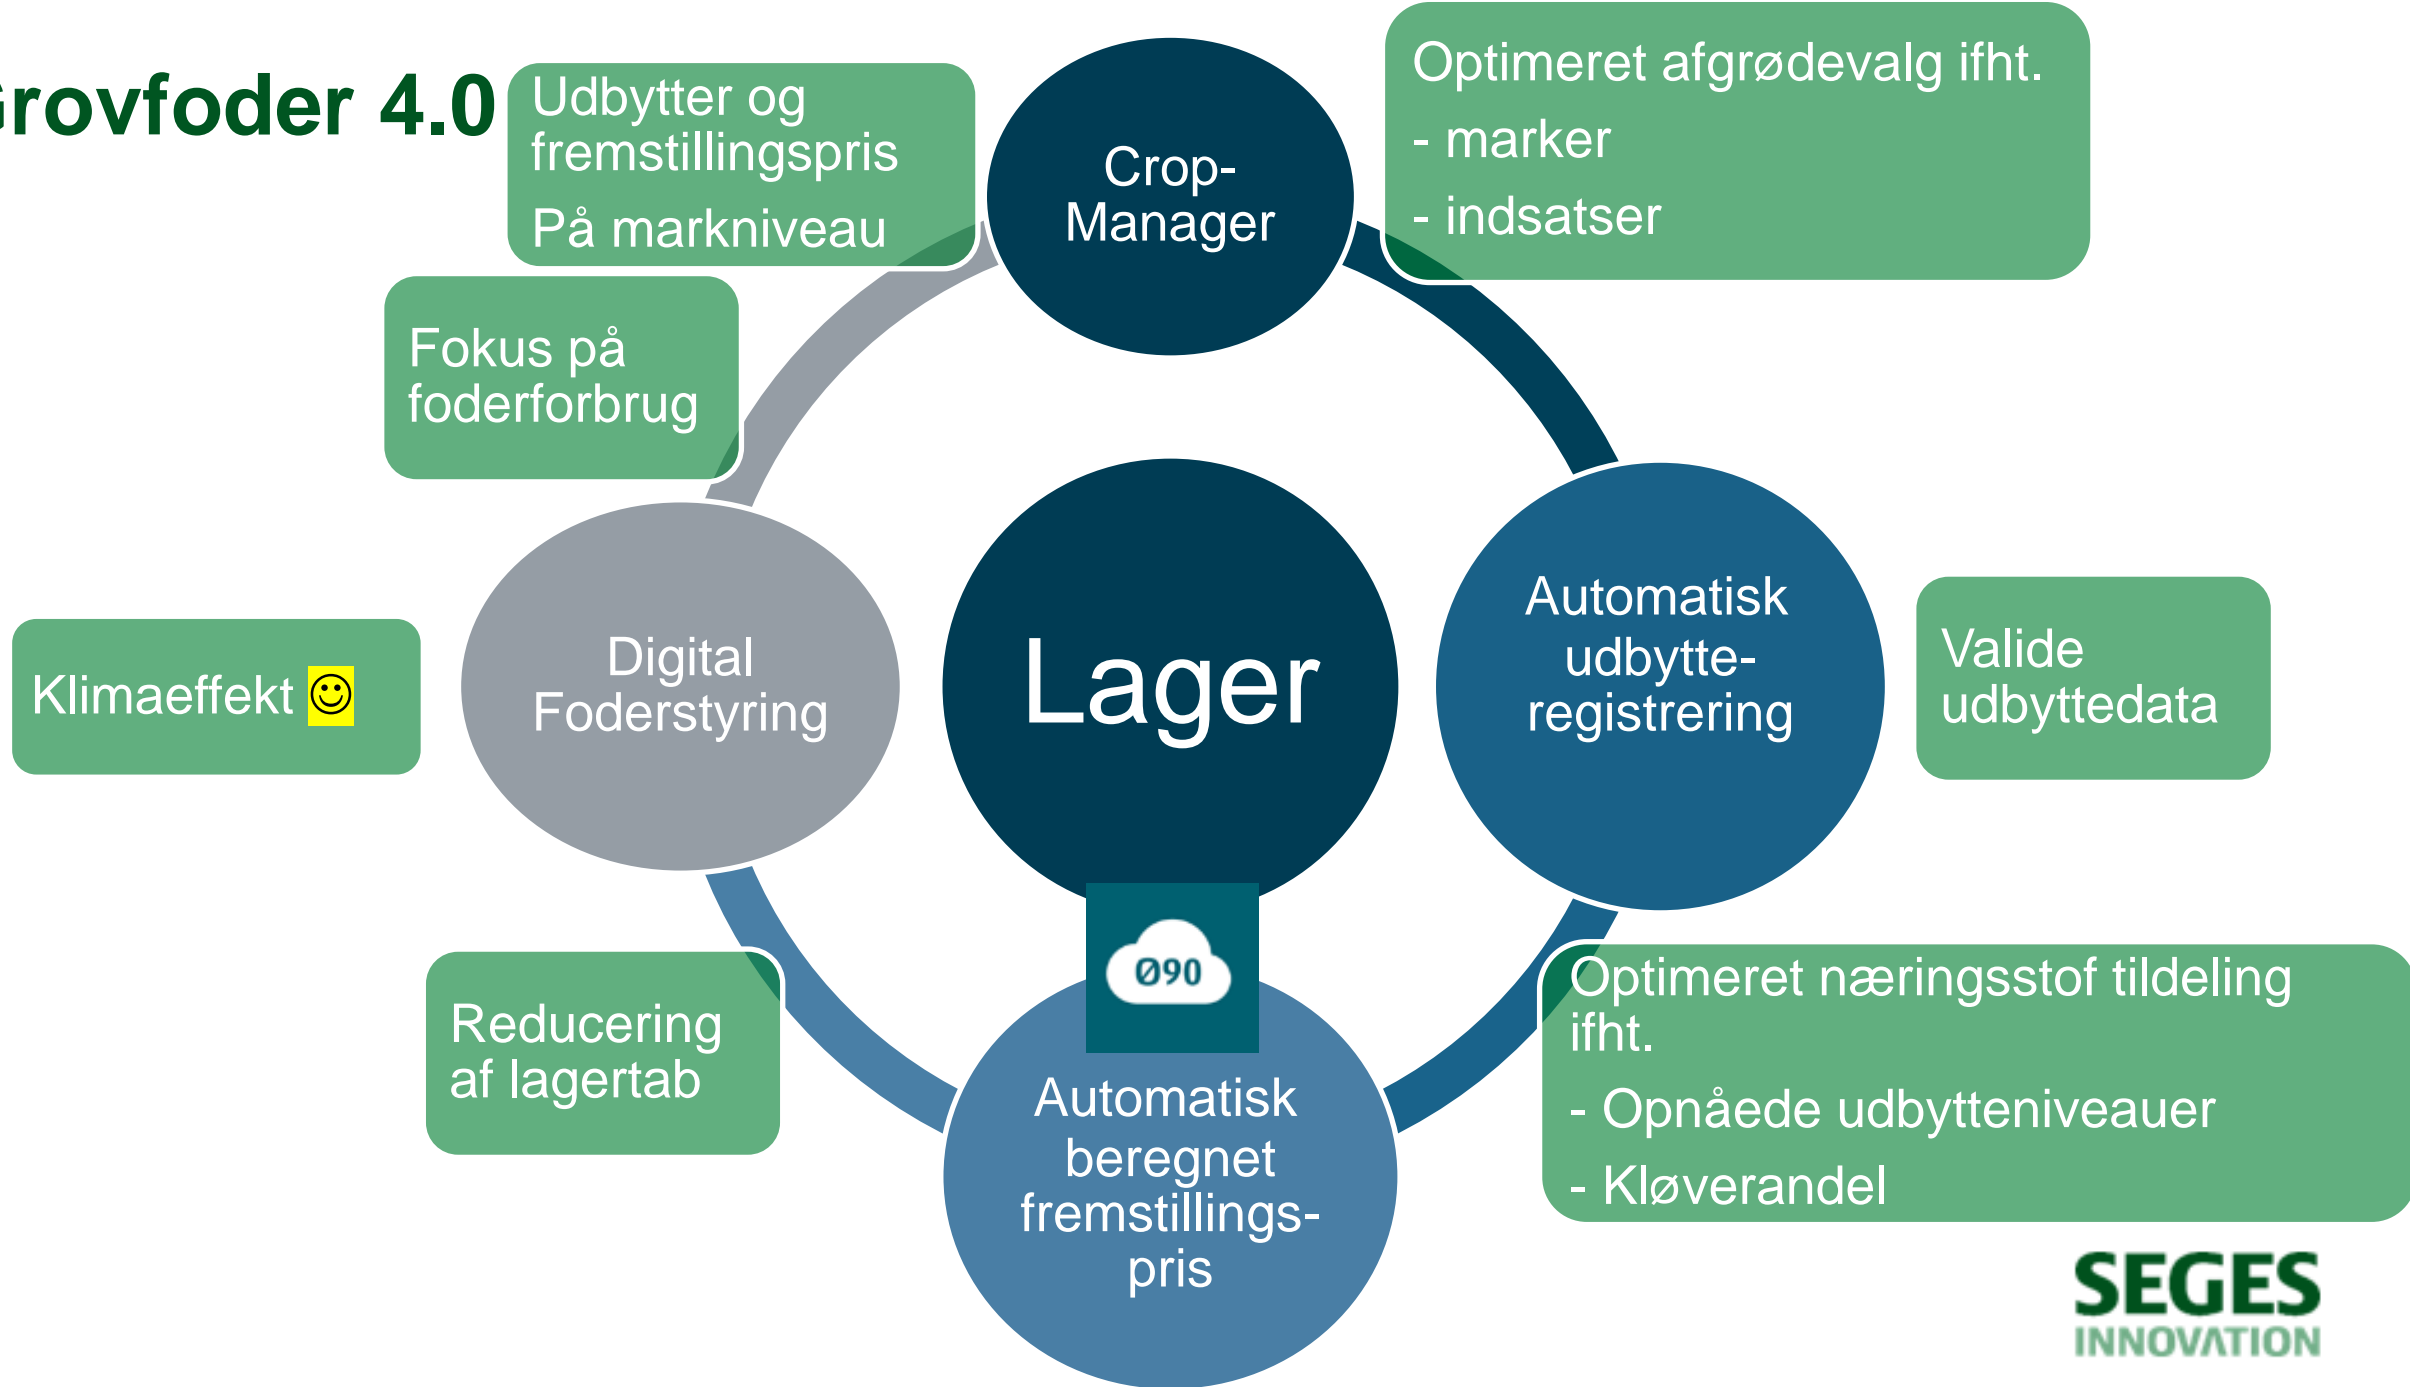 Grovfoder 4.0
Udbytter og
fremstillingspris
På markniveau
Crop-
Manager
Optimeret afgrødevalg ifht.
- marker
- indsatser
Fokus på
foderforbrug
Klimaeffekt
Digital
Foderstyring
Lager
Automatisk
udbytte-
registrering
Valide
udbyttedata
Ø90
Reducering
af lagertab
Automatisk
beregnet
fremstillings-
pris
Optimeret næringsstof tildeling
ifht.
- Opnåede udbytteniveauer
- Kløverandel
SEGES
INNOVATION